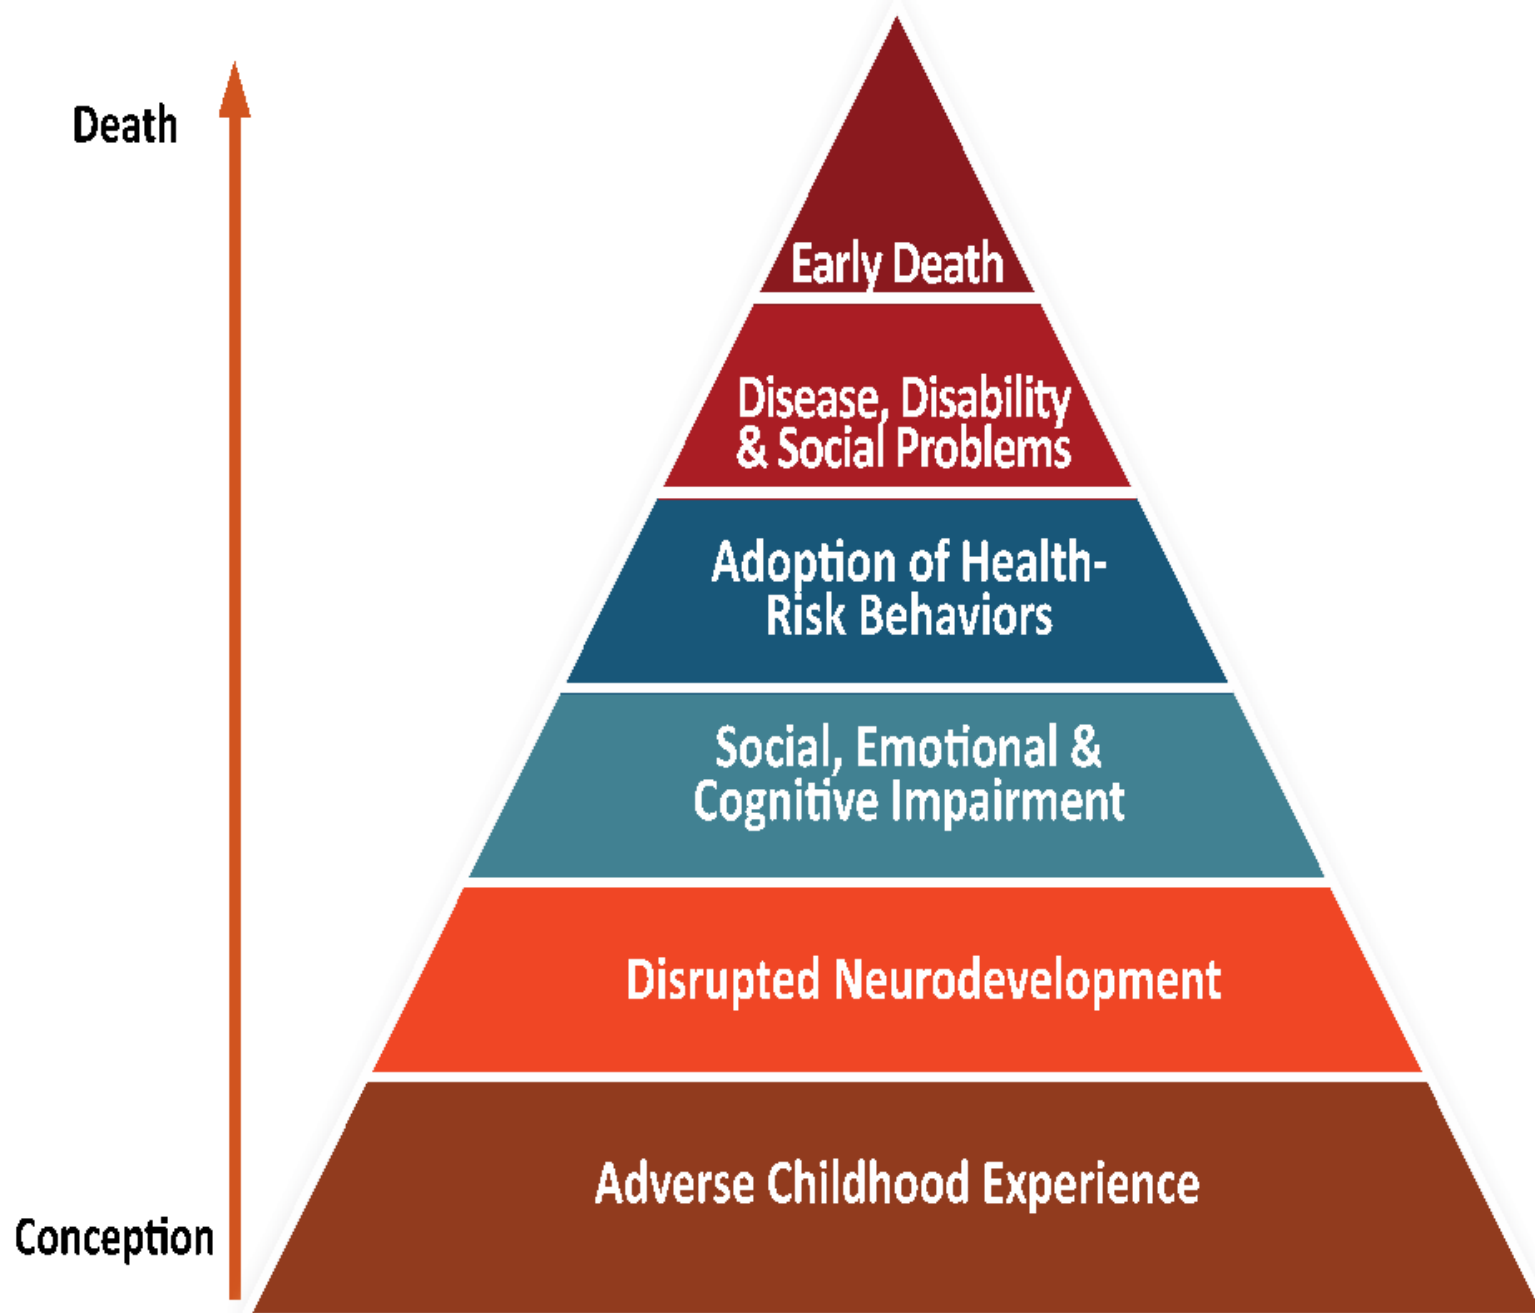 Death
Early Death
Disease, Disability
& Social Problems
Adoption of Health-
Risk Behaviors
Social, Emotional &
Cognitive Impairment
Disrupted Neurodevelopment
Adverse Childhood Experience
Conception